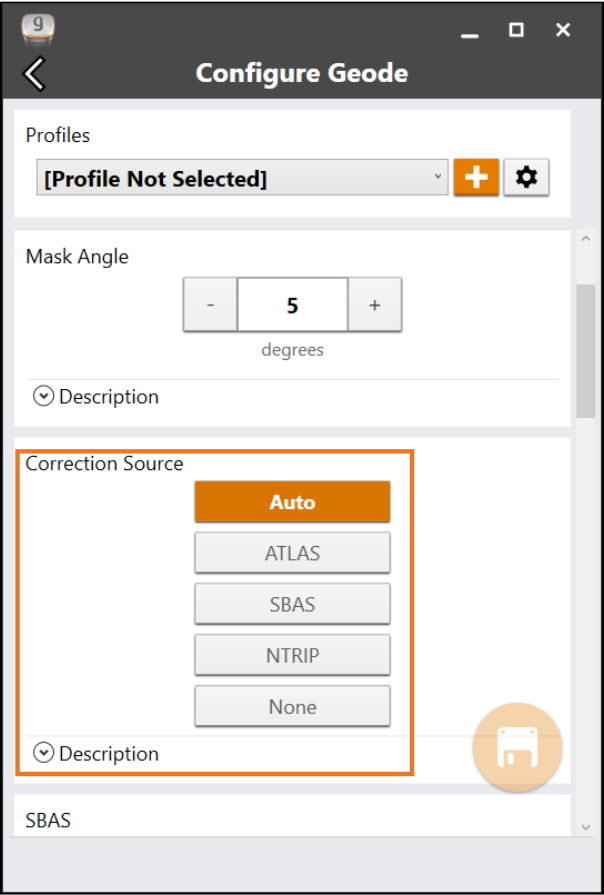 g
Configure Geode
Profiles
[Profile Not Selected]
Mask Angle
- 5 +
degrees
Description
Correction Source
Auto
ATLAS
SBAS
NTRIP
None
Description
SBAS